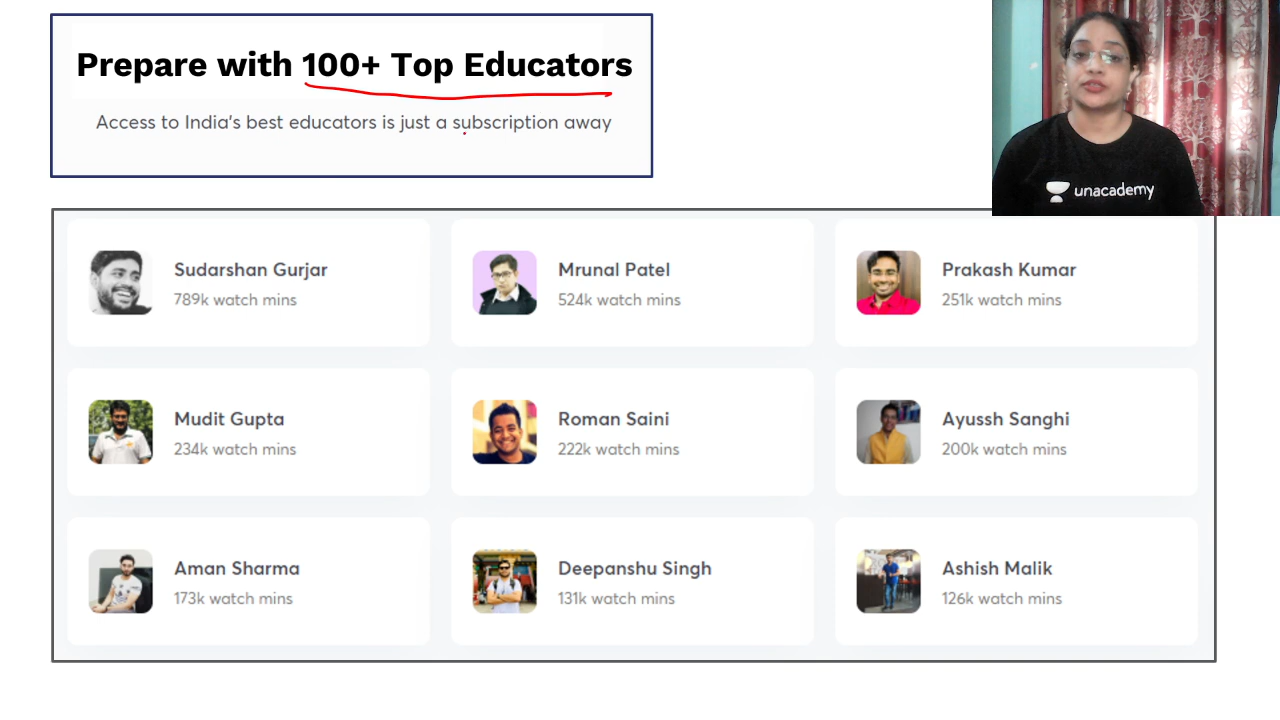 Prepare with 100+ Top Educators
Access to India's best educators is just a subscription away
unacademy
Sudarshan Gurjar
789k watch mins
Mrunal Patel
524k watch mins
Prakash Kumar
251k watch mins
Mudit Gupta
234k watch mins
Roman Saini
222k watch mins
Ayussh Sanghi
200k watch mins
Aman Sharma
173k watch mins
Deepanshu Singh
131k watch mins
Ashish Malik
126k watch mins